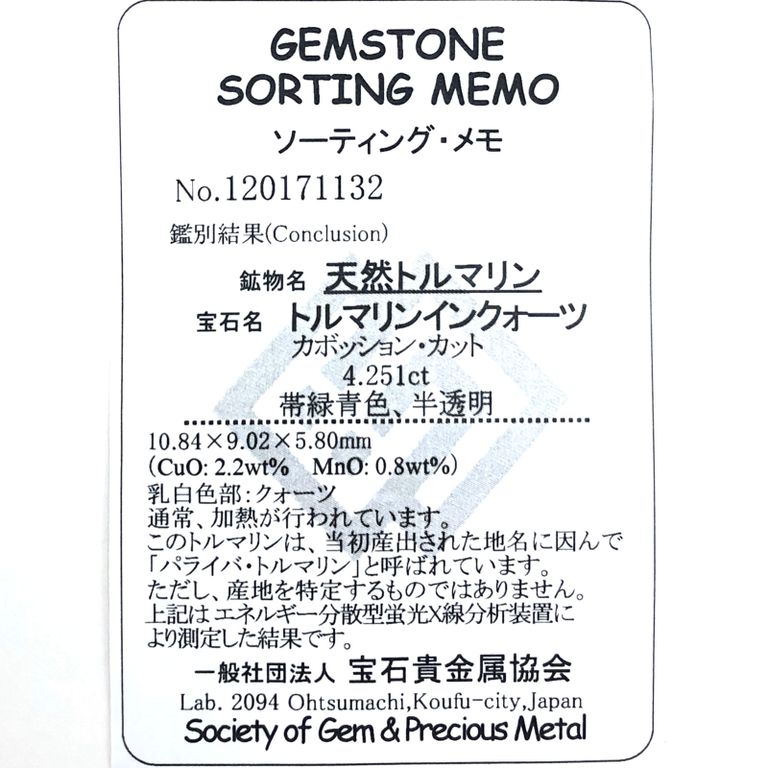 GEMSTONE
SORTING MEMO
ソーティング・メモ
No.120171132
鑑別結果(Conclusion)
鉱物名 天然トルマリン
宝石名 トルマリンインクォーツ
カボッション・カット
4.251ct
帯緑青色、半透明
10.84×9.02×5.80mm
(CuO: 2.2wt% MnO: 0.8wt%)
乳白色部:クォーツ
通常、加熱が行われています。
このトルマリンは、当初産出された地名に因んで
「パライバ・トルマリン」と呼ばれています。
ただし、産地を特定するものではありません。
上記は エネルギー分散型蛍光X線分析装置に
より測定した結果です。
一般社団法人 宝石貴金属協会
Lab. 2094 Ohtsumachi,Koufu-city,Japan
Society of Gem & Precious Metal